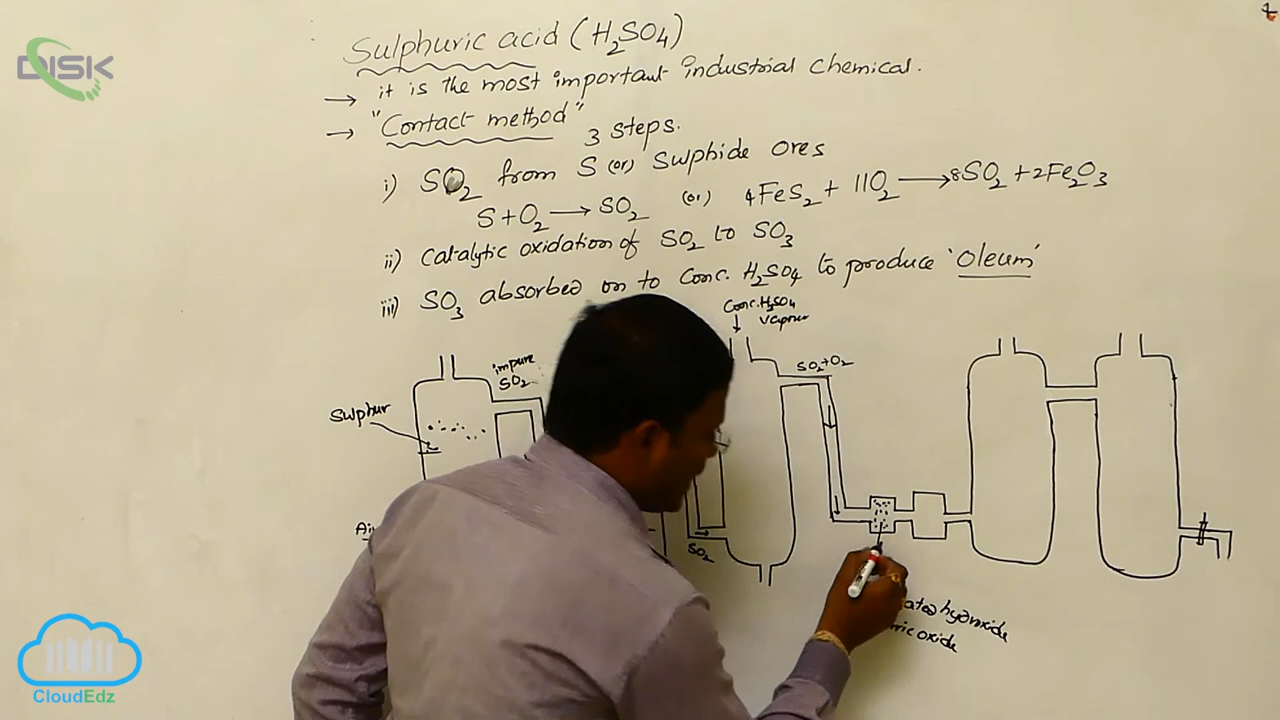 DISK
Sulphuric acid (H2SO4)
→ it is the most important industrial chemical.
→ "Contact method"
3 steps.
i) SO2 from S (or) Sulphide Ores
S + O2 → SO2 (or) 4FeS2 + 11O2 → 8SO2 + 2Fe2O3
ii) Catalytic oxidation of SO2 to SO3
iii) SO3 absorbed on to Conc. H2SO4 to produce 'Oleum'
Conc. H2SO4
Vapour
impure
SO2
SO2+O2
Sulphur
SO2
hydroxide
oxide
CloudEdz